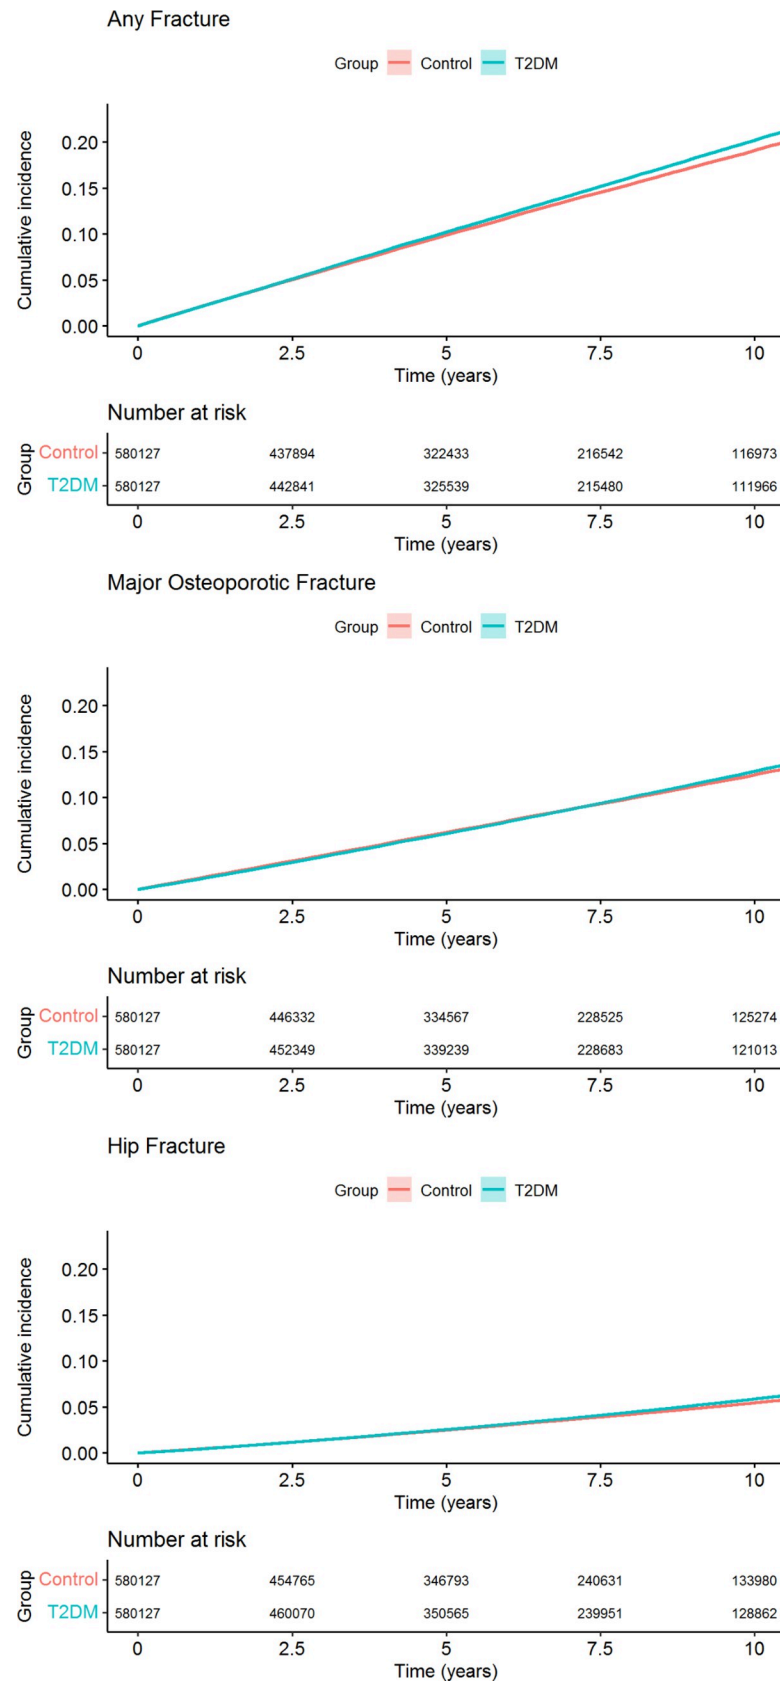 Any Fracture
Group Control T2DM
Cumulative incidence
0.20
0.15
0.10
0.05
0.00
0 2.5 5 7.5 10
Time (years)
Number at risk
Group
Control 580127 437894 322433 216542 116973
T2DM 580127 442841 325539 215480 111966
0 2.5 5 7.5 10
Time (years)
Major Osteoporotic Fracture
Group Control T2DM
Cumulative incidence
0.20
0.15
0.10
0.05
0.00
0 2.5 5 7.5 10
Time (years)
Number at risk
Group
Control 580127 446332 334567 228525 125274
T2DM 580127 452349 339239 228683 121013
0 2.5 5 7.5 10
Time (years)
Hip Fracture
Group Control T2DM
Cumulative incidence
0.20
0.15
0.10
0.05
0.00
0 2.5 5 7.5 10
Time (years)
Number at risk
Group
Control 580127 454765 346793 240631 133980
T2DM 580127 460070 350565 239951 128862
0 2.5 5 7.5 10
Time (years)